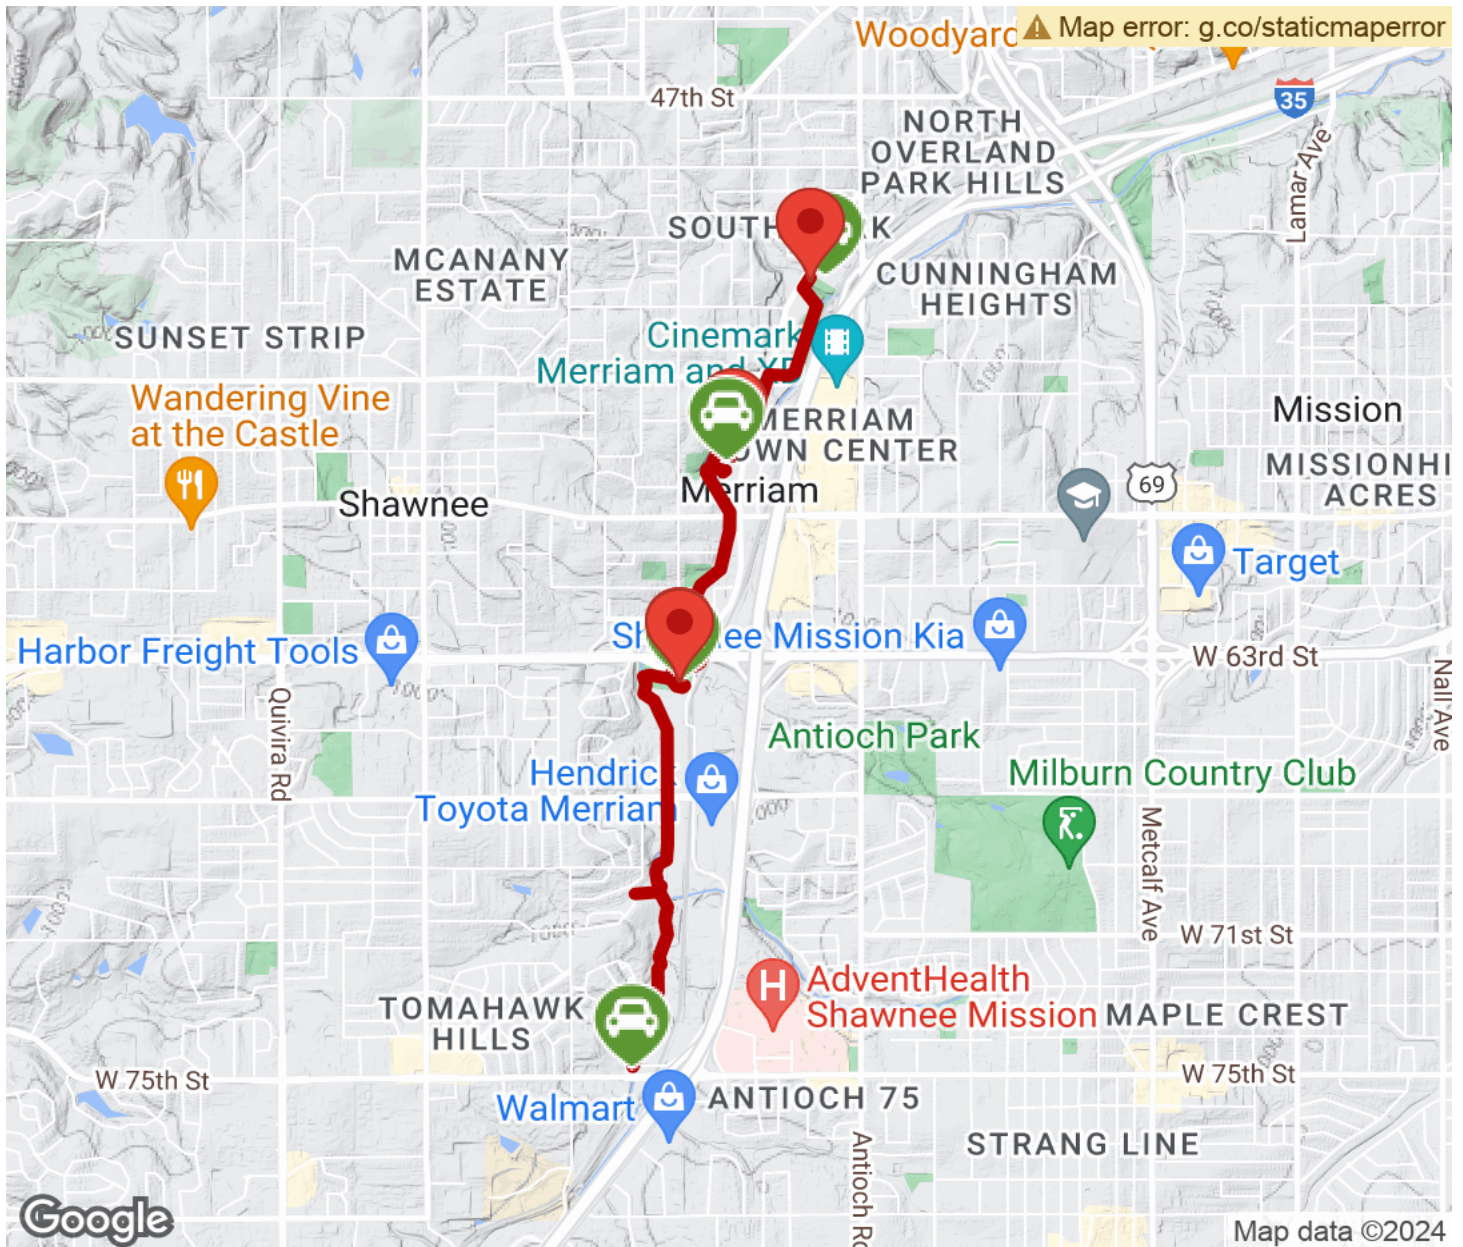 Woodyard
Map error: g.co/staticmaperror
47th St
35
NORTH
OVERLAND
PARK HILLS
Lamar Ave
MCANANY
ESTATE
CUNNINGHAM
HEIGHTS
SUNSET STRIP
Cinemark
Merriam and XD
Wandering Vine
at the Castle
MERRIAM
TOWN CENTER
Mission
MISSIONHI
ACRES
Merriam
69
Shawnee
Target
Harbor Freight Tools
Shawnee Mission Kia
W 63rd St
Nall Ave
Quivira Rd
Antioch Park
Hendrick
Toyota Merriam
Milburn Country Club
Metcalf Ave
W 71st St
TOMAHAWK
HILLS
H
AdventHealth
Shawnee Mission
MAPLE CREST
W 75th St
W 75th St
Walmart
ANTIOCH 75
Antioch Rd
STRANG LINE
Google
Map data ©2024